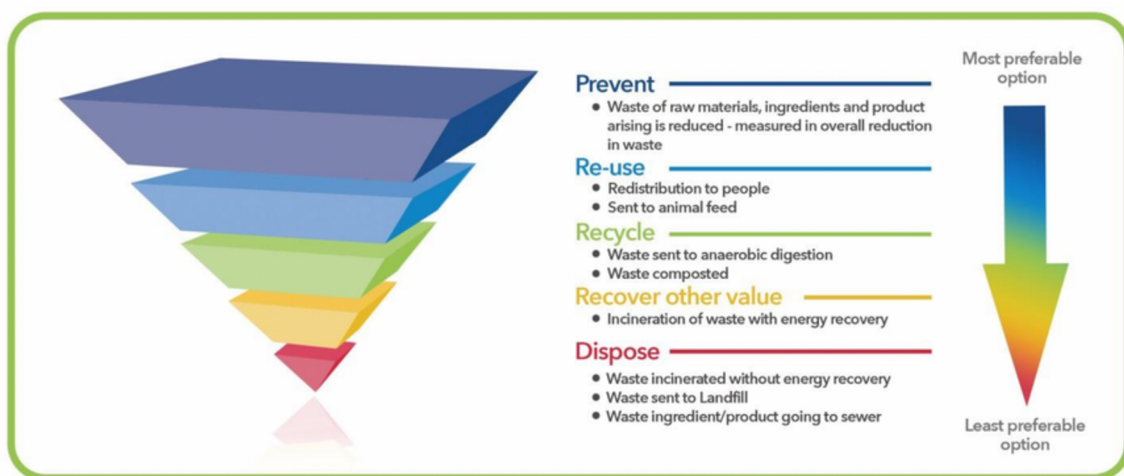 Prevent
• Waste of raw materials, ingredients and product
arising is reduced - measured in overall reduction
in waste
Re-use
• Redistribution to people
• Sent to animal feed
Recycle
• Waste sent to anaerobic digestion
• Waste composted
Recover other value
• Incineration of waste with energy recovery
Dispose
• Waste incinerated without energy recovery
• Waste sent to Landfill
• Waste ingredient/product going to sewer
Most preferable
option
Least preferable
option